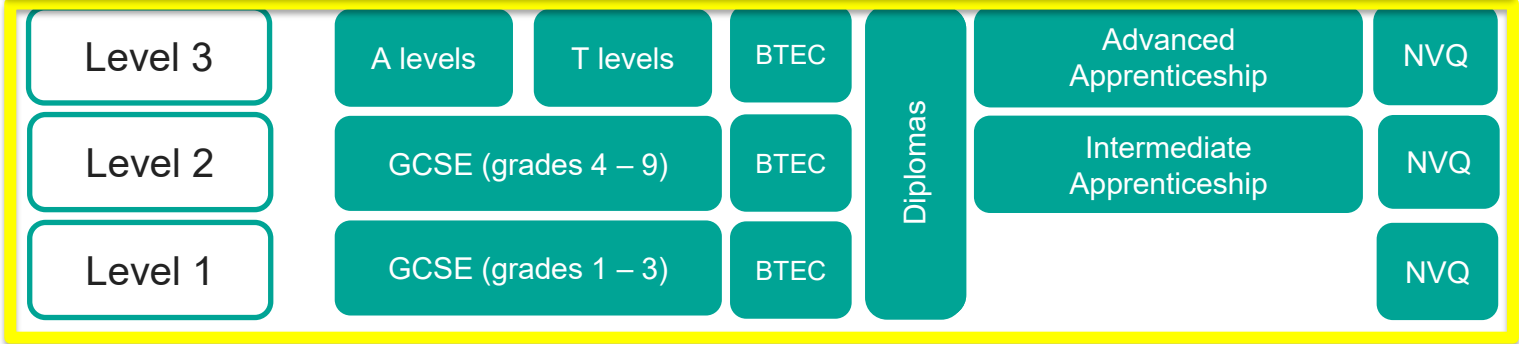 Level 3
A levels
T levels
BTEC
Diplomas
Advanced
Apprenticeship
NVQ
Level 2
GCSE (grades 4 – 9)
BTEC
Intermediate
Apprenticeship
NVQ
Level 1
GCSE (grades 1 – 3)
BTEC
NVQ